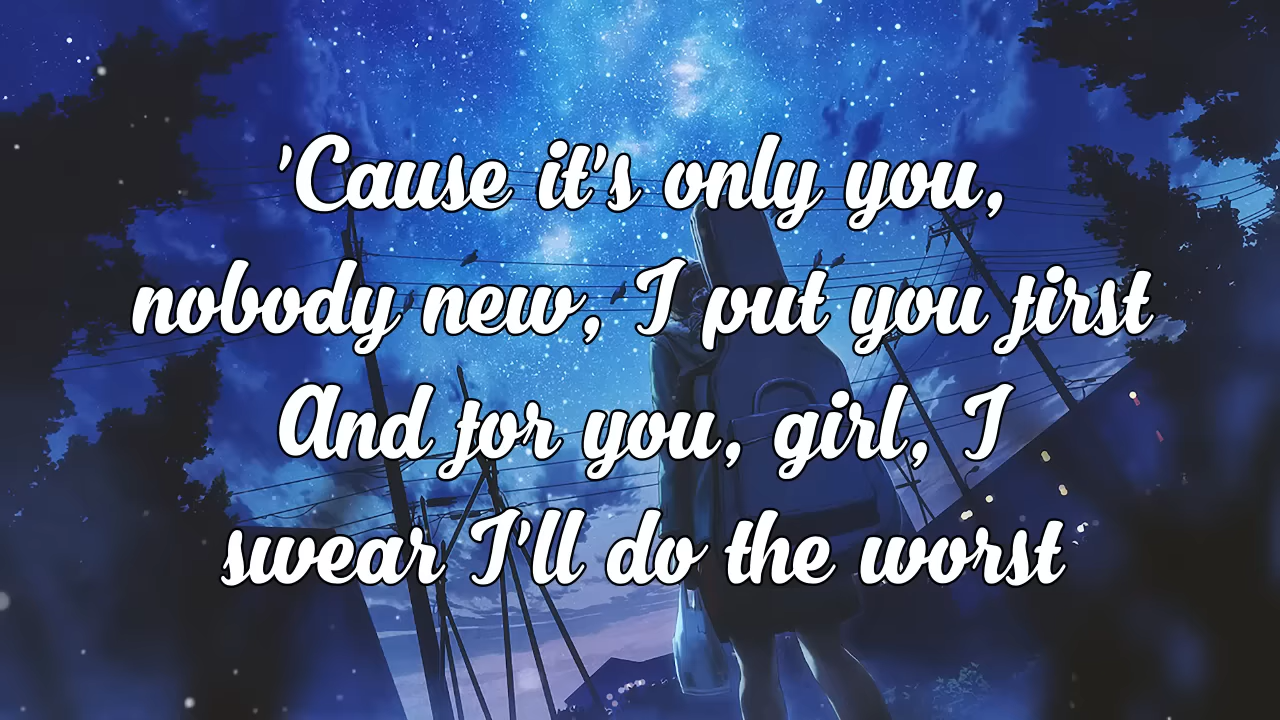 'Cause it's only you,
nobody new, I put you first
And for you, girl, I
swear I'll do the worst